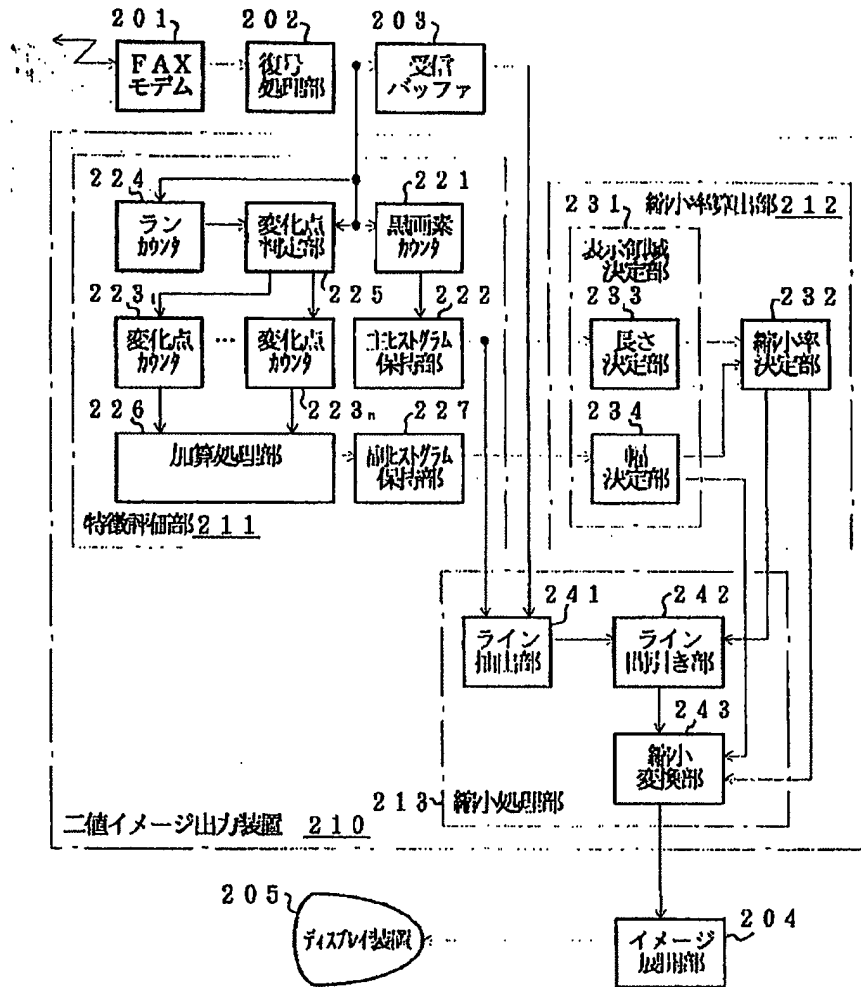 201
202
203
FAX
モデム
復号
処理部
受信
バッファ
224
221
ラン
カウンタ
変化点
判定部
黒画素
カウンタ
231
縮小率算出部 212
表示領域
決定部
223₁
225
222
233
232
変化点
カウンタ
…
変化点
カウンタ
主ヒストグラム
保持部
長さ
決定部
縮小率
決定部
226
223ₙ
227
234
加算処理部
副ヒストグラム
保持部
幅
決定部
特徴評価部 211
241
242
ライン
抽出部
ライン
間引き部
243
縮小
変換部
213
縮小処理部
二値イメージ出力装置 210
205
204
ディスプレイ装置
イメージ
展開部